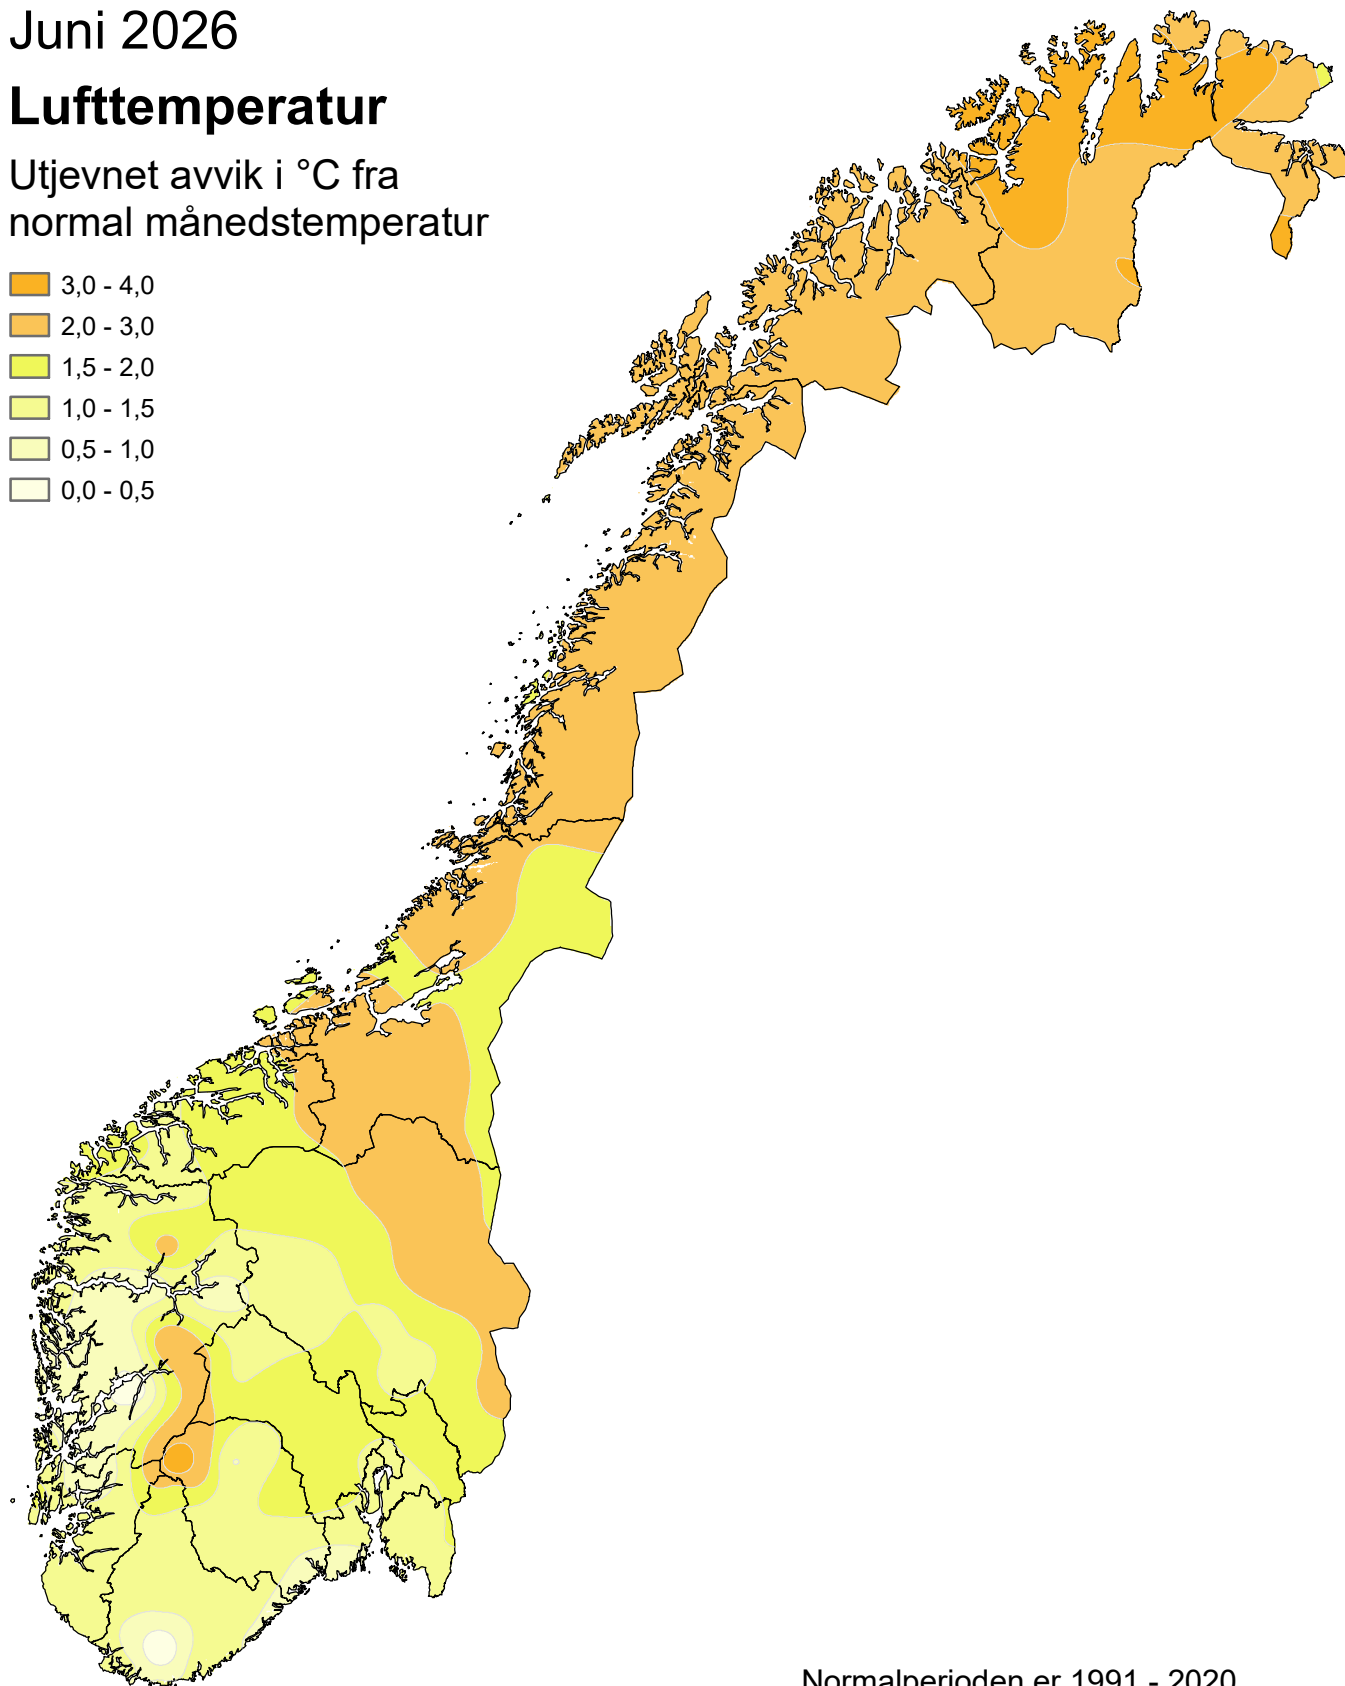 Juni 2026
Lufttemperatur
Utjevnet avvik i °C fra
normal månedstemperatur
3,0 - 4,0
2,0 - 3,0
1,5 - 2,0
1,0 - 1,5
0,5 - 1,0
0,0 - 0,5
Normalperioden er 1991 - 2020